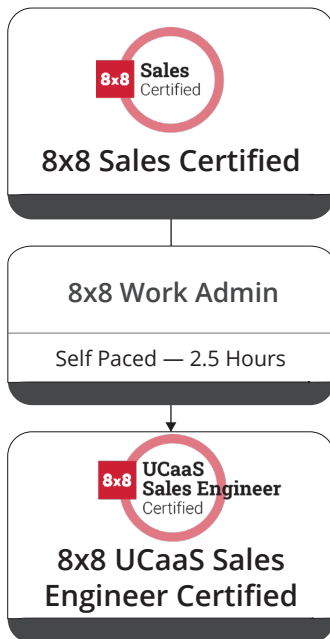 8x8 Sales
Certified
8x8 Sales Certified
8x8 Work Admin
Self Paced — 2.5 Hours
8x8 UCaaS
Sales Engineer
Certified
8x8 UCaaS Sales
Engineer Certified